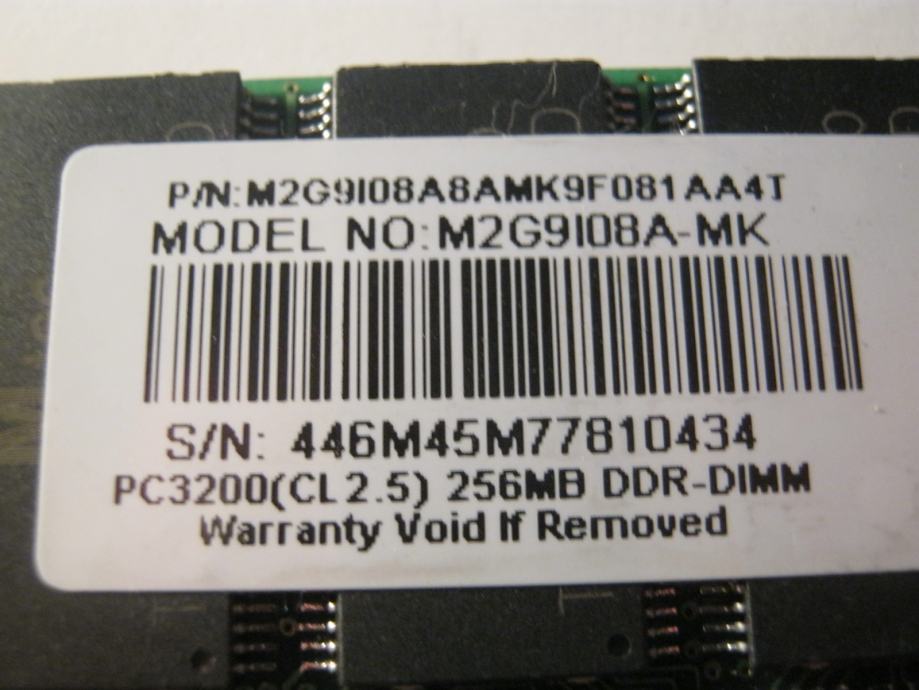 P/N:M2G9I08A8AMK9F081AA4T
MODEL NO:M2G9I08A-MK
S/N: 446M45M77810434
PC3200(CL2.5) 256MB DDR-DIMM
Warranty Void If Removed